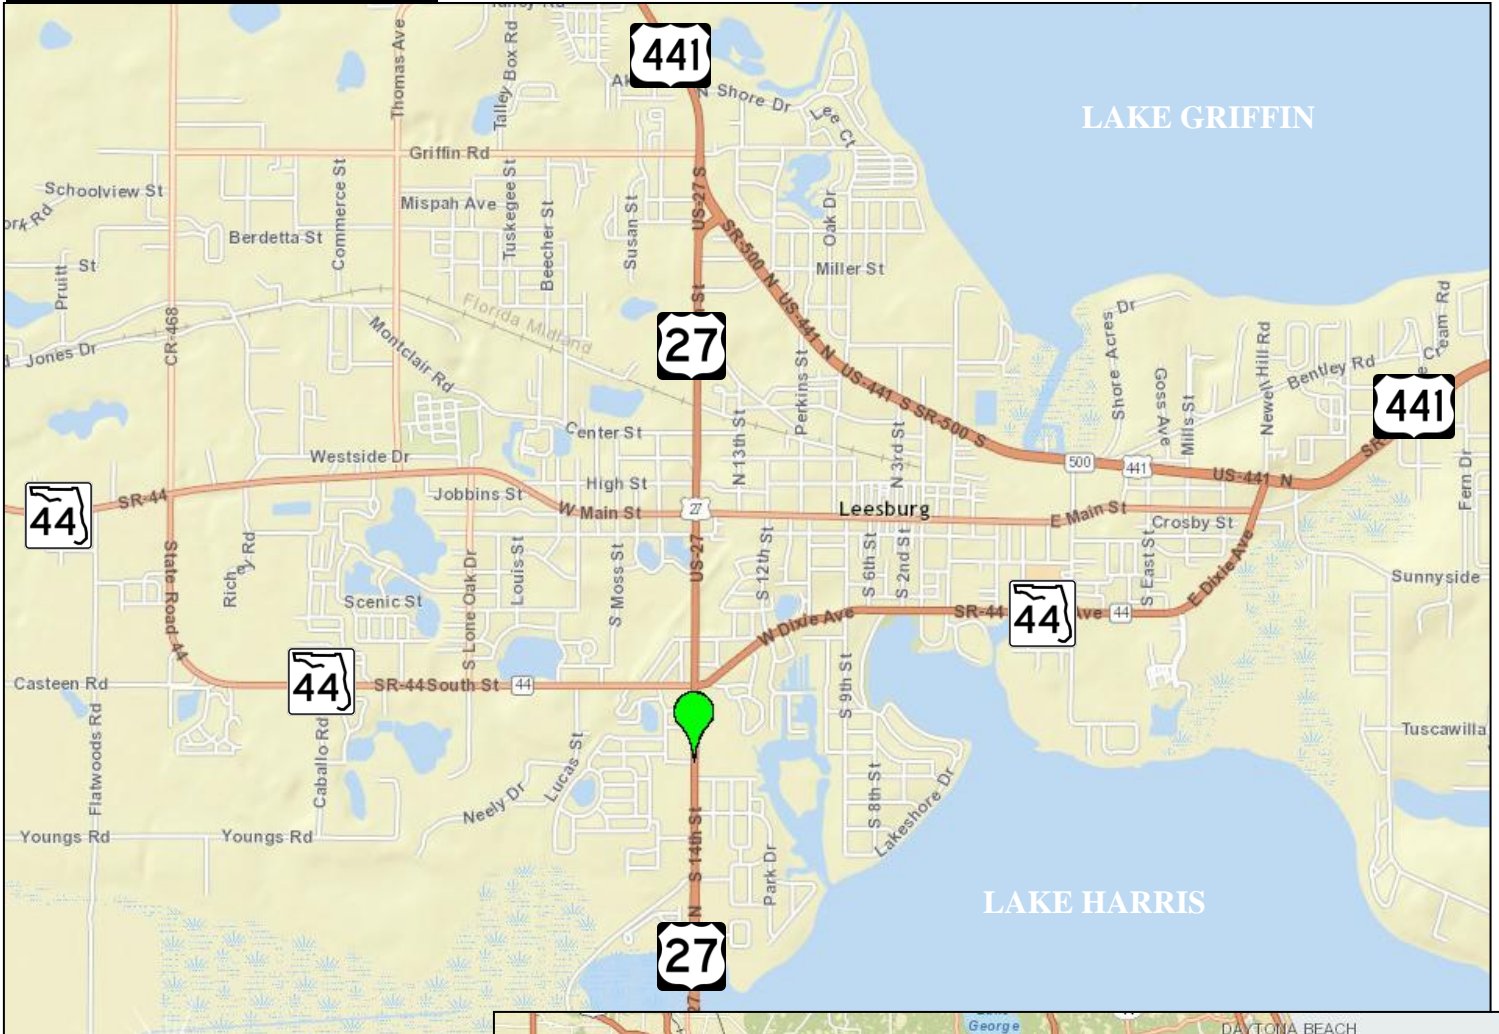 441
N Shore Dr
Lee Ct
Thomas Ave
Talley Box Rd
LAKE GRIFFIN
Griffin Rd
Schoolview St
Commerce St
Mispah Ave
Tuskegee St
Beecher St
Susan St
US-27 S
Oak Dr
Berdetta St
Pruitt St
SR-500 N US-441 N
Miller St
Florida Midland
27
US-441 S SR-500 S
Jones Dr
CR-468
Montclair Rd
Perkins St
Shore Acres Dr
Goss Ave
Mills St
Newell Hill Rd
Bentley Rd
441
Center St
N 13th St
N 3rd St
Westside Dr
500
441
US-441 N
Fern Dr
44
SR-44
Jobbins St
High St
W Main St
27
Leesburg
E Main St
Crosby St
State Road 44
Richey Rd
S Lone Oak Dr
Louis St
S Moss St
US-27
S 12th St
S 6th St
S 2nd St
S East St
E Dixie Ave
Sunnyside
Scenic St
W Dixie Ave
SR-44
44
Ave
44
Casteen Rd
44
SR-44 South St
44
S 9th St
Flatwoods Rd
Caballo Rd
Lucas St
Tuscawilla
Neely Dr
S 8th St
Lakeshore Dr
Youngs Rd
Youngs Rd
N S 14th St
Park Dr
LAKE HARRIS
27
27
George
DAYTONA BEACH